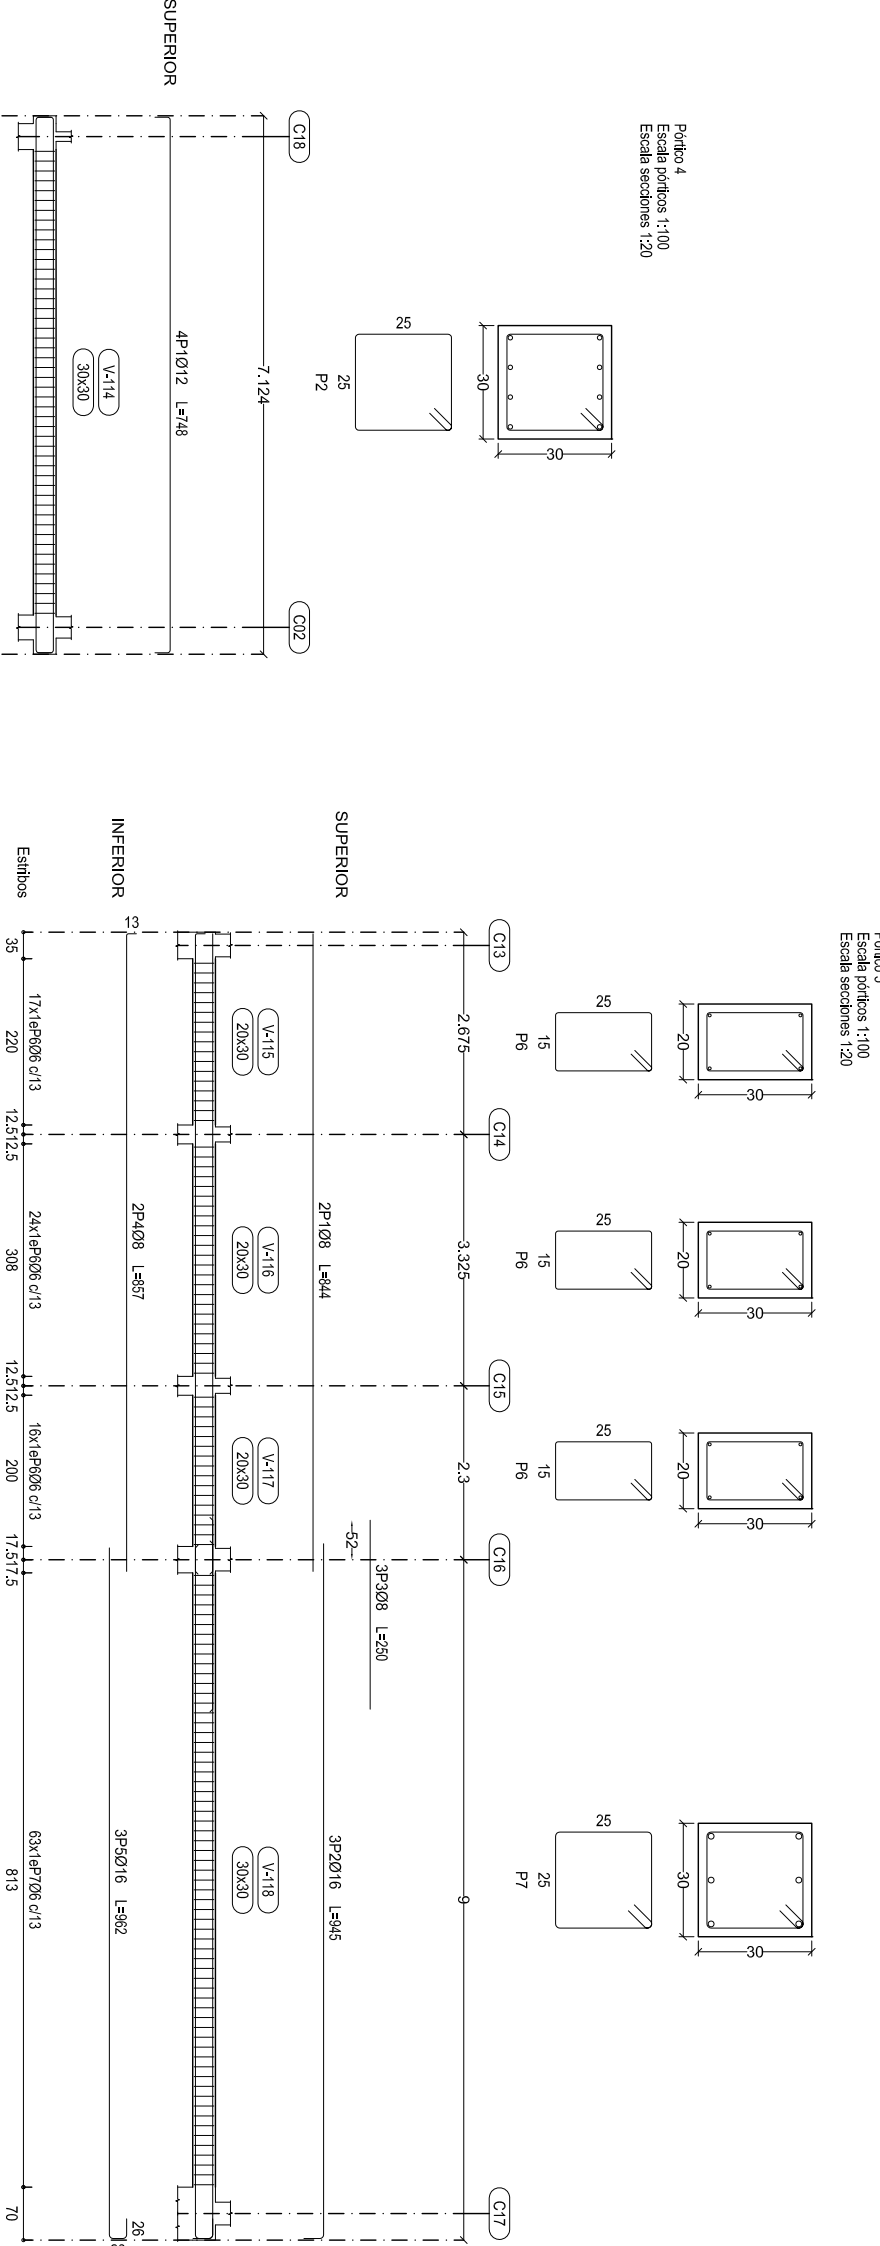 Pórtico 4
Escala pórticos 1:100
Escala secciones 1:20
30
30
25
25
P2
C18
C02
7.124
SUPERIOR
4P1Ø12 L=748
V-114
30x30
Escala pórticos 1:100
Escala secciones 1:20
30
20
30
20
30
20
30
30
25
15
P6
25
15
P6
25
15
P6
25
25
P7
C13
C14
C15
C16
C17
2.675
3.325
2.3
9
SUPERIOR
3P3Ø8 L=250
52
2P1Ø8 L=844
3P2Ø16 L=945
V-115
20x30
V-116
20x30
V-117
20x30
V-118
30x30
INFERIOR
13
2P4Ø8 L=857
3P5Ø16 L=962
26
Estribos
17x1eP6Ø6 c/13
24x1eP6Ø6 c/13
16x1eP6Ø6 c/13
63x1eP7Ø6 c/13
35
220
12.5
12.5
308
12.5
12.5
200
17.5
17.5
813
70